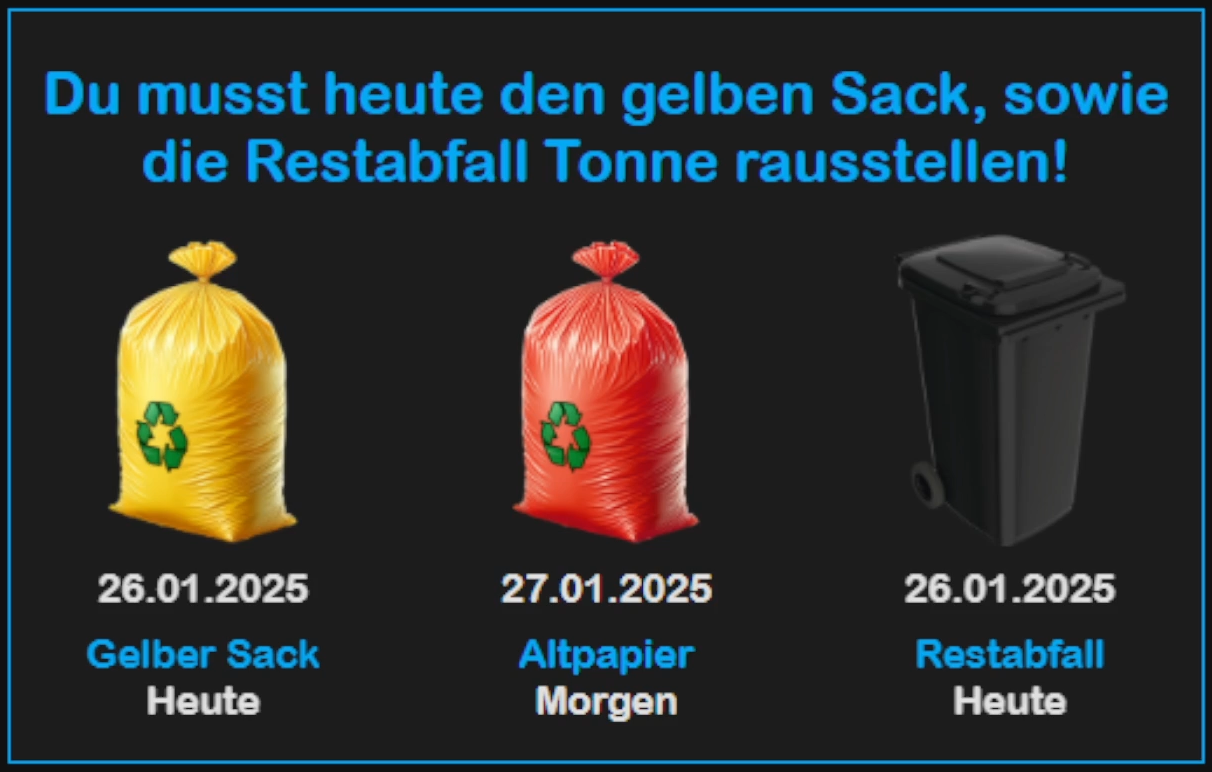 Du musst heute den gelben Sack, sowie
die Restabfall Tonne rausstellen!
26.01.2025
27.01.2025
26.01.2025
Gelber Sack
Altpapier
Restabfall
Heute
Morgen
Heute